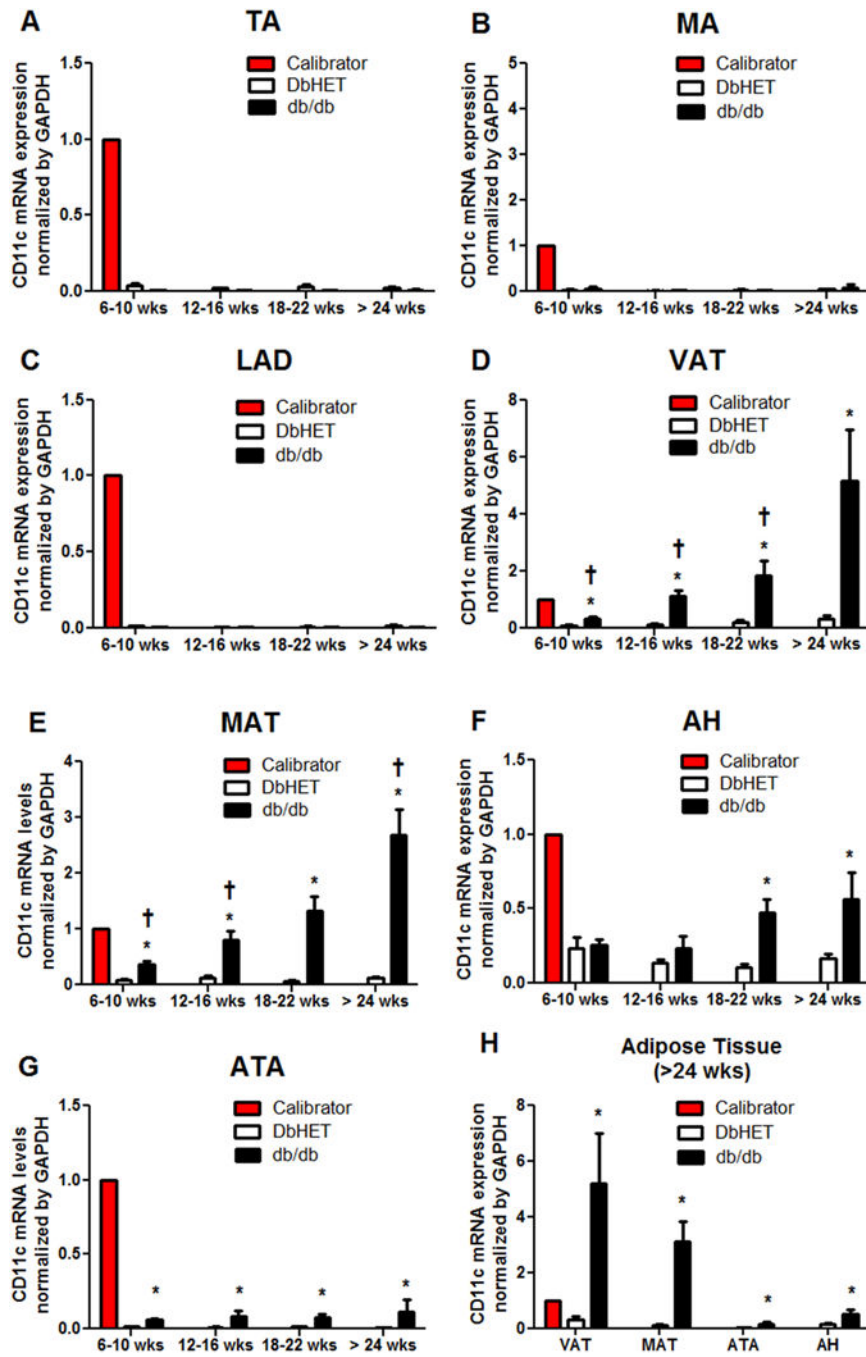 A
TA
CD11c mRNA expression
normalized by GAPDH
1.5
1.0
0.5
0.0
Calibrator
DbHET
db/db
6-10 wks 12-16 wks 18-22 wks > 24 wks
B
MA
CD11c mRNA expression
normalized by GAPDH
5
4
3
2
1
0
Calibrator
DbHET
db/db
6-10 wks 12-16 wks 18-22 wks >24 wks
C
LAD
CD11c mRNA expression
normalized by GAPDH
1.5
1.0
0.5
0.0
Calibrator
DbHET
db/db
6-10 wks 12-16 wks 18-22 wks > 24 wks
D
VAT
CD11c mRNA expression
normalized by GAPDH
8
6
4
2
0
Calibrator
DbHET
db/db
† † †
* * * *
6-10 wks 12-16 wks 18-22 wks > 24 wks
E
MAT
CD11c mRNA levels
normalized by GAPDH
4
3
2
1
0
Calibrator
DbHET
db/db
† † †
* * * *
6-10 wks 12-16 wks 18-22 wks > 24 wks
F
AH
CD11c mRNA expression
normalized by GAPDH
1.5
1.0
0.5
0.0
Calibrator
DbHET
db/db
* *
6-10 wks 12-16 wks 18-22 wks > 24 wks
G
ATA
CD11c mRNA levels
normalized by GAPDH
1.5
1.0
0.5
0.0
Calibrator
DbHET
db/db
* * * *
6-10 wks 12-16 wks 18-22 wks > 24 wks
H
Adipose Tissue
(>24 wks)
CD11c mRNA expression
normalized by GAPDH
8
6
4
2
0
Calibrator
DbHET
db/db
* * * *
VAT MAT ATA AH